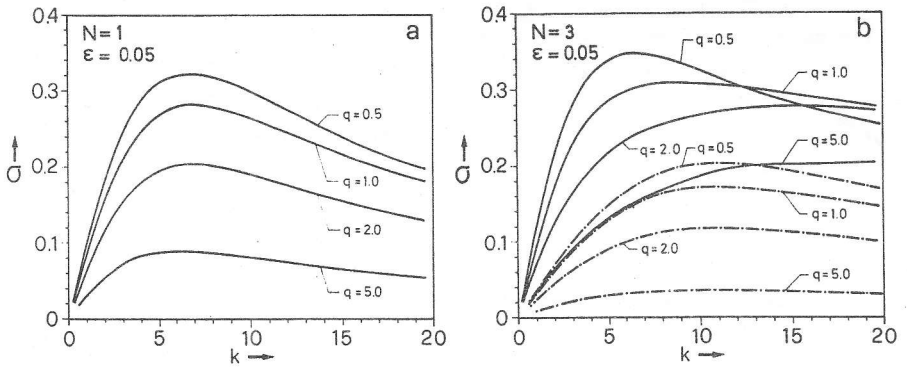 0.4
N=1
ε = 0.05
a
0.3
σ→
0.2
0.1
0
q = 0.5
q = 1.0
q = 2.0
q = 5.0
0 5 10 15 20
k →
0.4
N=3
ε = 0.05
b
0.3
σ→
0.2
0.1
0
q = 0.5
q = 1.0
q = 2.0
q = 0.5
q = 5.0
q = 1.0
q = 2.0
q = 5.0
0 5 10 15 20
k →